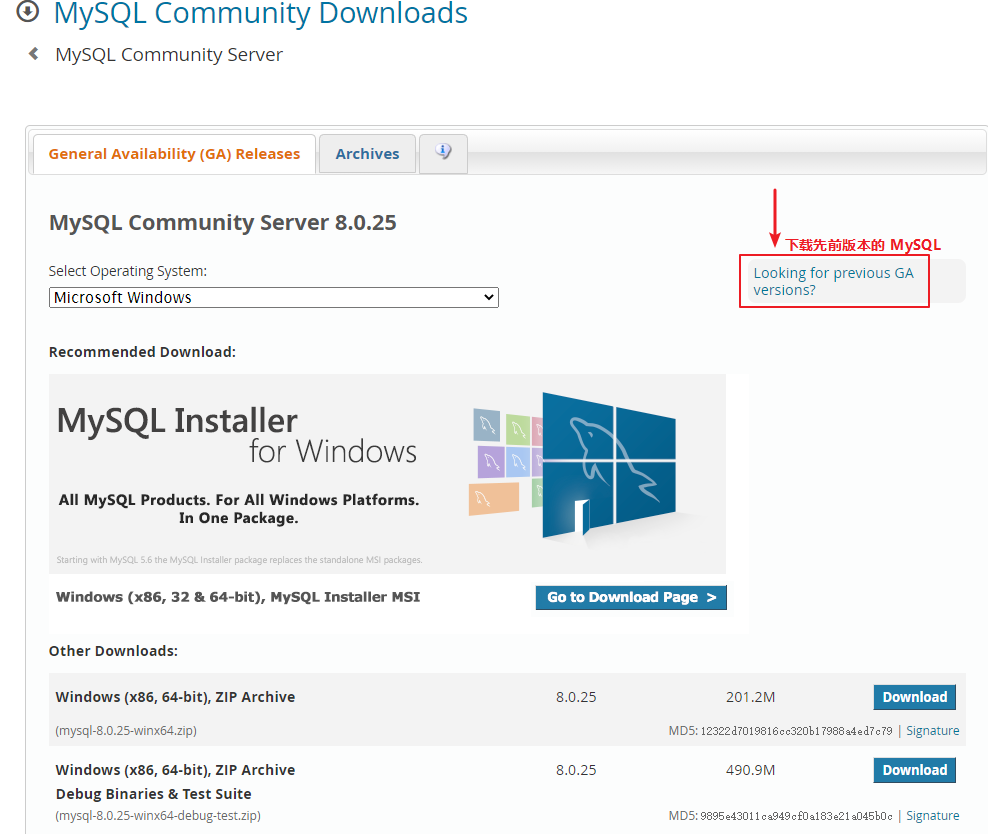 MySQL Community Downloads
MySQL Community Server
General Availability (GA) Releases
Archives
MySQL Community Server 8.0.25
下载先前版本的 MySQL
Select Operating System:
Looking for previous GA
versions?
Microsoft Windows
Recommended Download:
MySQL Installer
for Windows
All MySQL Products. For All Windows Platforms.
In One Package.
Starting with MySQL 5.6 the MySQL Installer package replaces the standalone MSI packages.
Windows (x86, 32 & 64-bit), MySQL Installer MSI
Go to Download Page >
Other Downloads:
Windows (x86, 64-bit), ZIP Archive 8.0.25 201.2M Download
(mysql-8.0.25-winx64.zip) MD5: 12322d7019816cc320b17988a4ed7c79 | Signature
Windows (x86, 64-bit), ZIP Archive 8.0.25 490.9M Download
Debug Binaries & Test Suite
(mysql-8.0.25-winx64-debug-test.zip) MD5: 9895e43011ca949cf0a183e21a045b0c | Signature